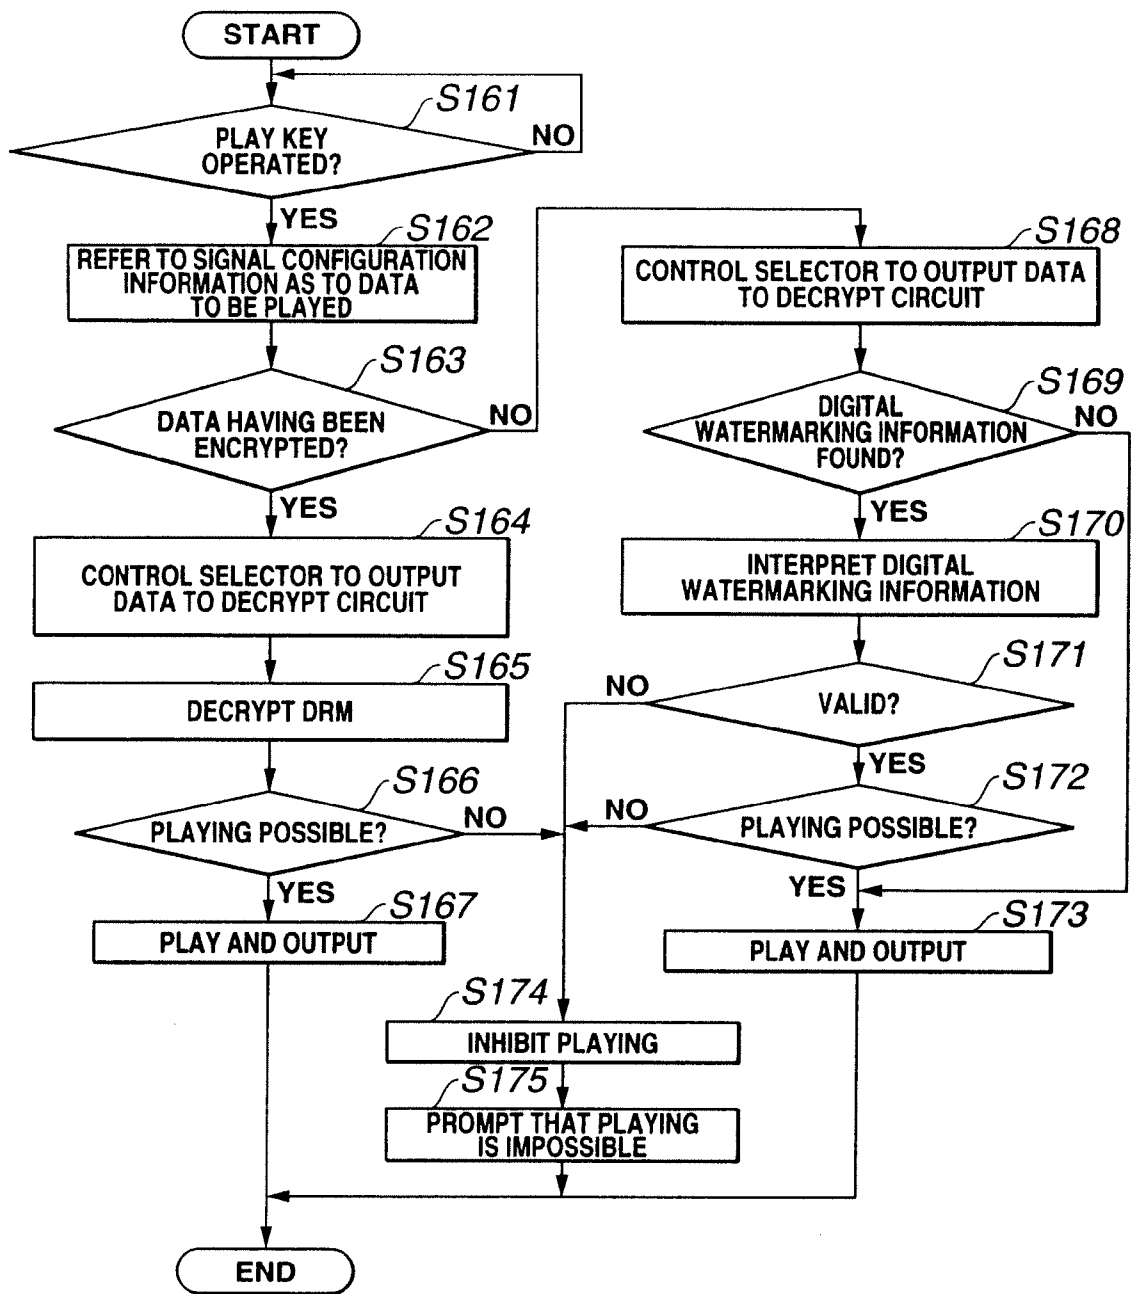 START
S161
PLAY KEY
OPERATED?
NO
YES
S162
REFER TO SIGNAL CONFIGURATION
INFORMATION AS TO DATA
TO BE PLAYED
S163
DATA HAVING BEEN
ENCRYPTED?
NO
YES
S164
CONTROL SELECTOR TO OUTPUT
DATA TO DECRYPT CIRCUIT
S165
DECRYPT DRM
S166
PLAYING POSSIBLE?
NO
YES
S167
PLAY AND OUTPUT
S168
CONTROL SELECTOR TO OUTPUT DATA
TO DECRYPT CIRCUIT
S169
DIGITAL
WATERMARKING INFORMATION
FOUND?
NO
YES
S170
INTERPRET DIGITAL
WATERMARKING INFORMATION
S171
VALID?
NO
YES
S172
PLAYING POSSIBLE?
NO
YES
S173
PLAY AND OUTPUT
S174
INHIBIT PLAYING
S175
PROMPT THAT PLAYING
IS IMPOSSIBLE
END